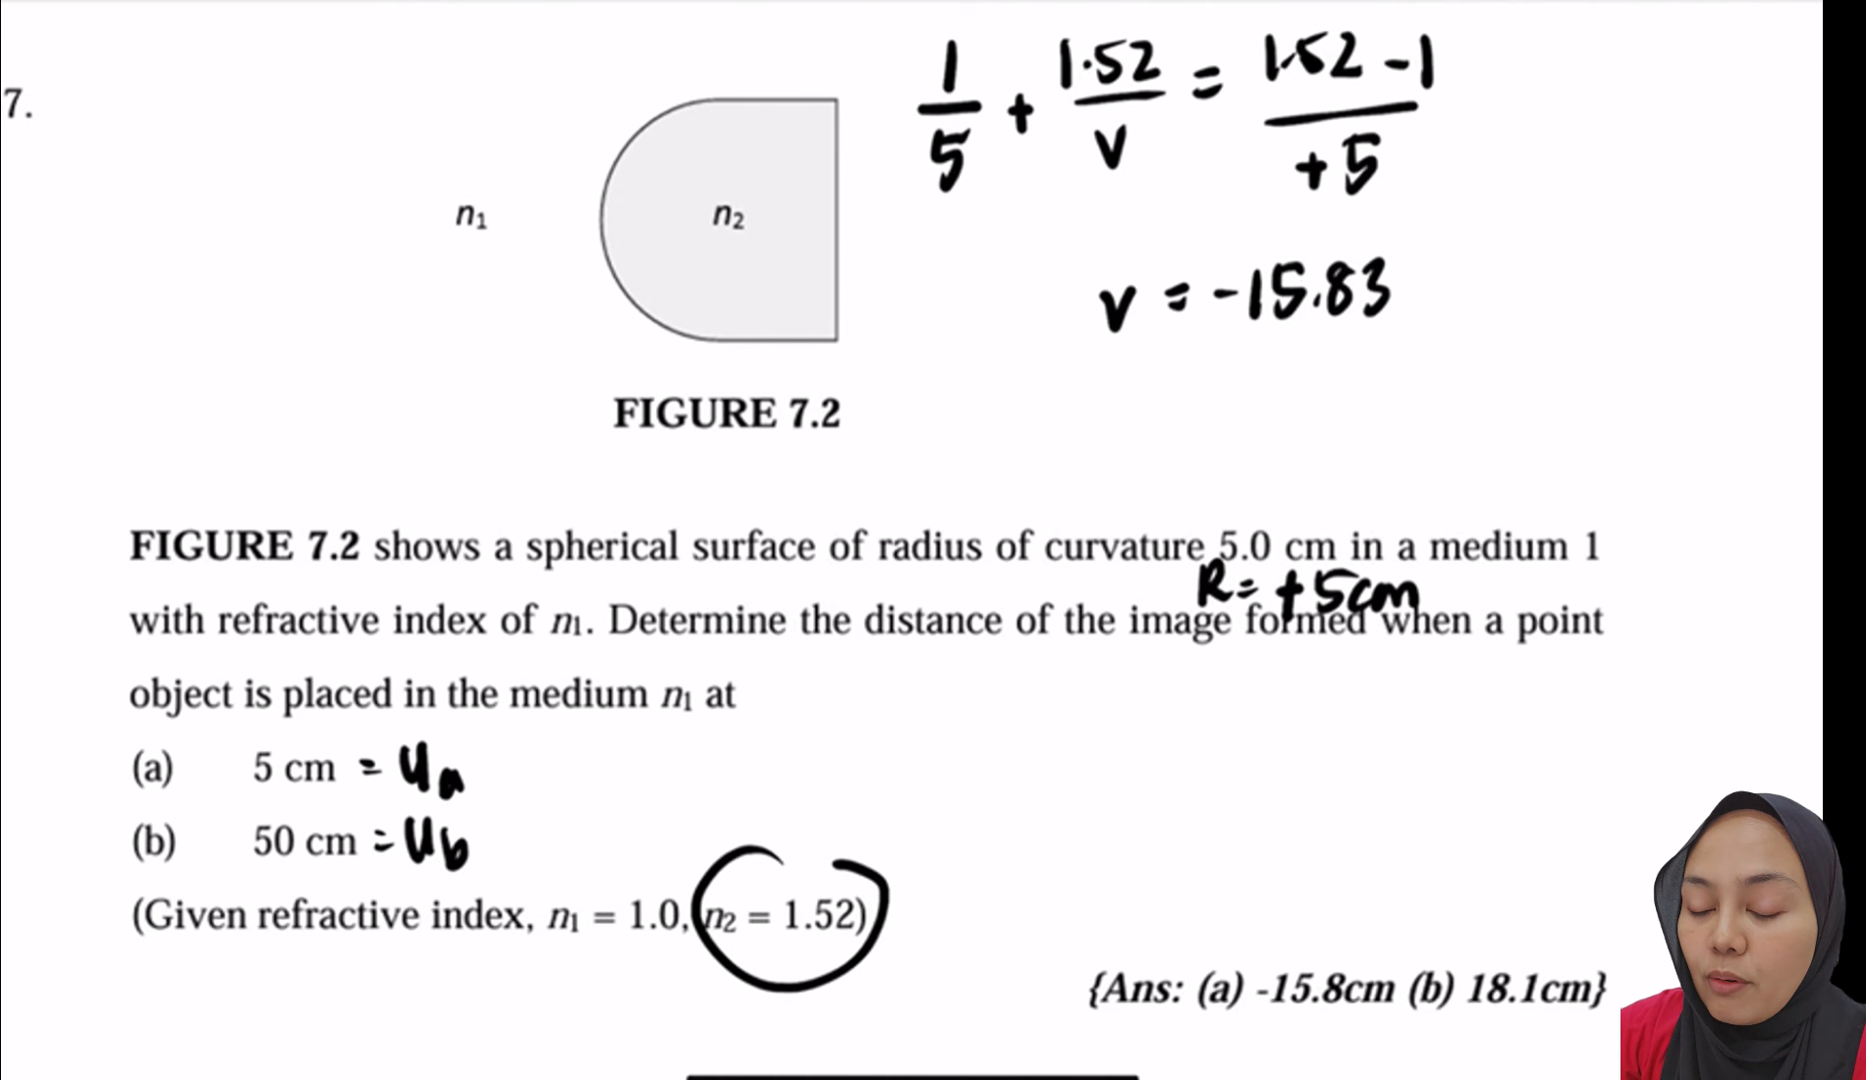 7.
1/5 + 1.52/v = 1.52 - 1/+5
n₁
n₂
v = -15.83
FIGURE 7.2
FIGURE 7.2 shows a spherical surface of radius of curvature 5.0 cm in a medium 1
R = +5cm
with refractive index of n₁. Determine the distance of the image formed when a point
object is placed in the medium n₁ at
(a) 5 cm = ua
(b) 50 cm = ub
(Given refractive index, n₁ = 1.0, n₂ = 1.52)
{Ans: (a) -15.8cm (b) 18.1cm}